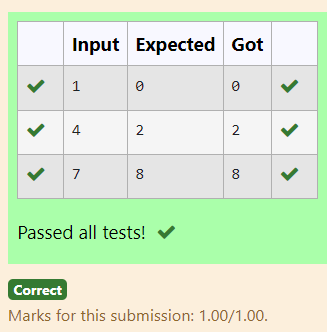 Input Expected Got
1 0 0
4 2 2
7 8 8
Passed all tests!
Correct
Marks for this submission: 1.00/1.00.